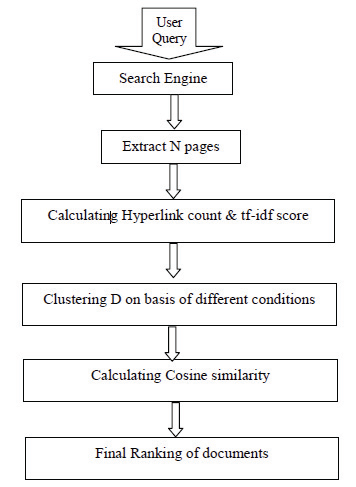 User
Query
Search Engine
Extract N pages
Calculating Hyperlink count & tf-idf score
Clustering D on basis of different conditions
Calculating Cosine similarity
Final Ranking of documents